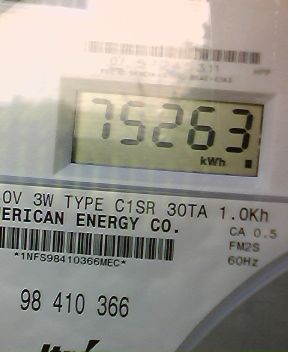 75263
kWh
0V 3W TYPE C1SR 30TA 1.0Kh
ERICAN ENERGY CO.
CA 0.5
FM2S
*1NFS98410366MEC*
60Hz
98 410 366